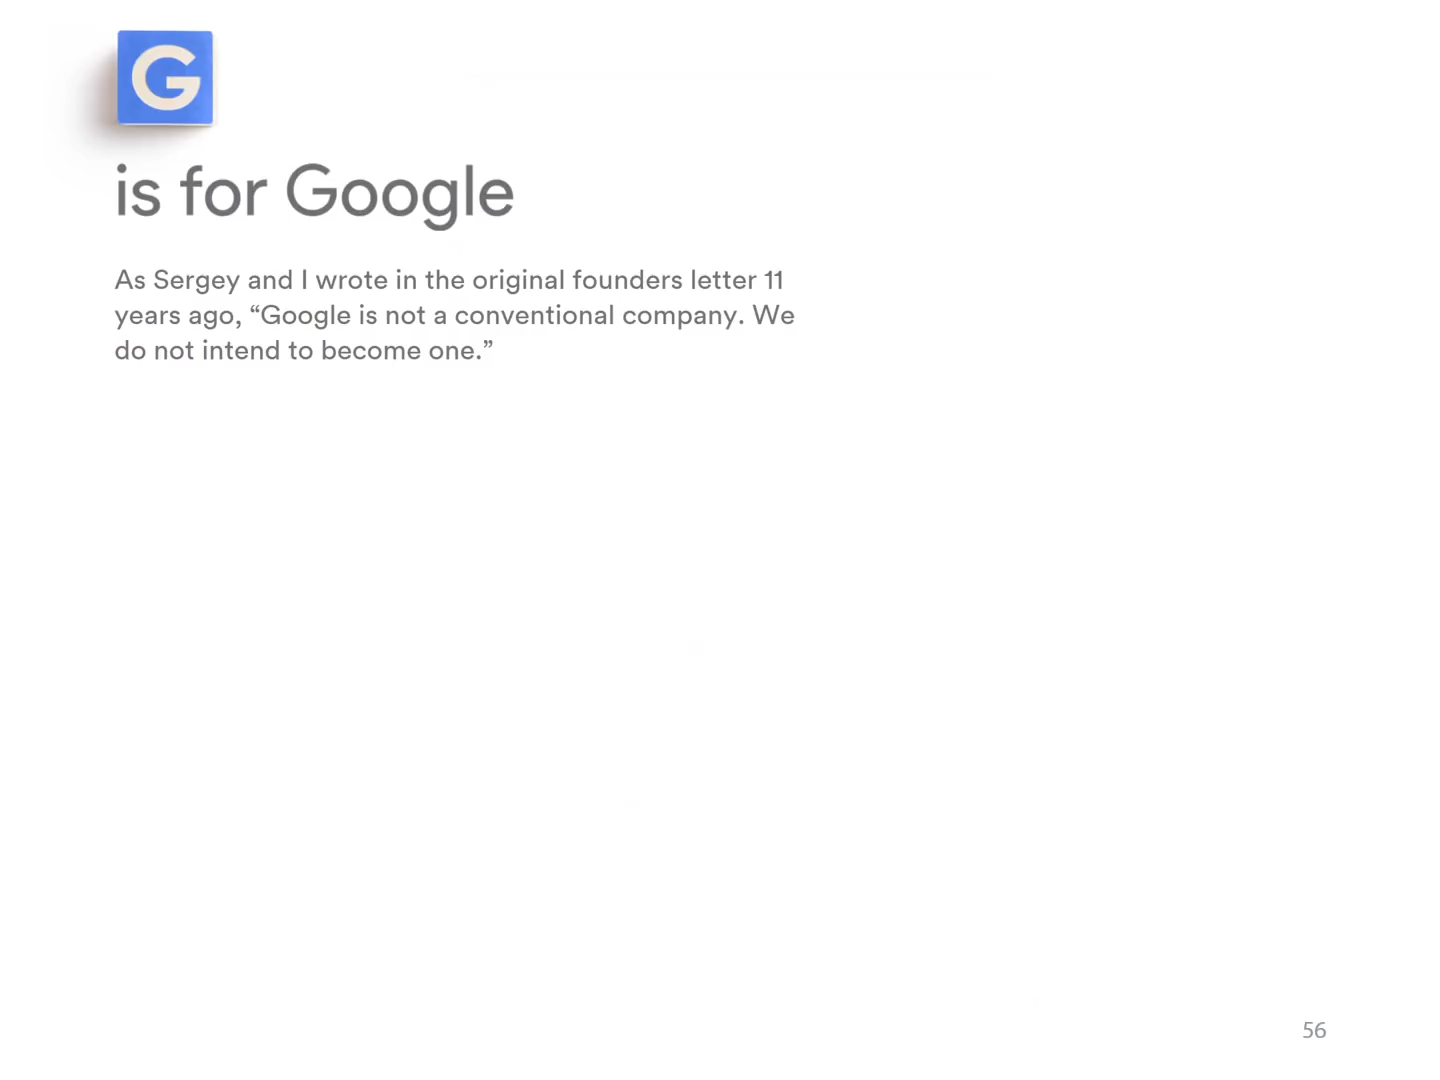 G
is for Google
As Sergey and I wrote in the original founders letter 11
years ago, “Google is not a conventional company. We
do not intend to become one.”
56